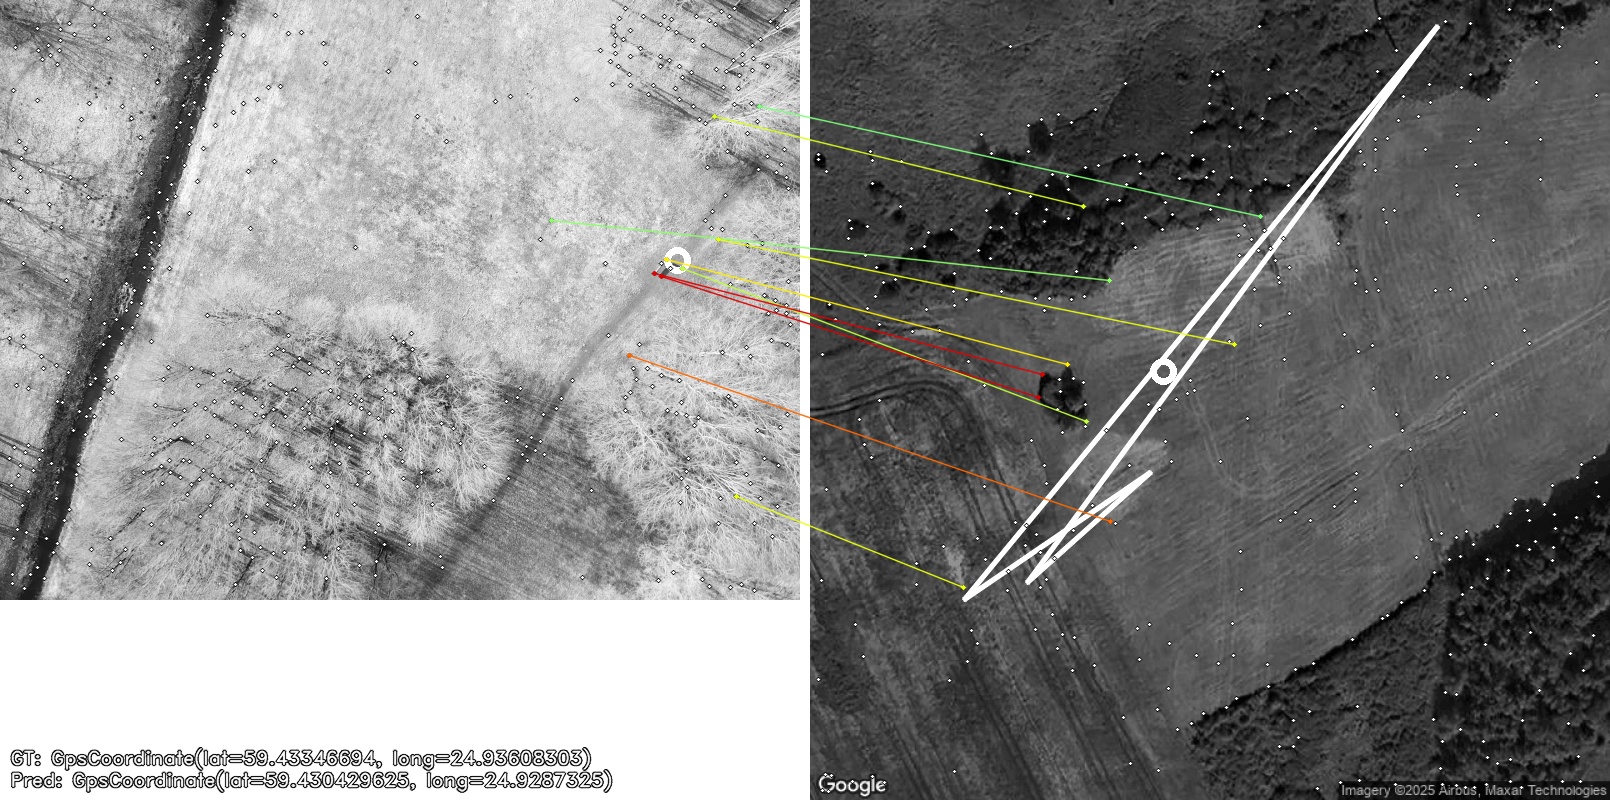 GT: GpsCoordinate(lat=59.43346694, long=24.93608303)
Pred: GpsCoordinate(lat=59.430429625, long=24.9287325)
Google
Imagery ©2025 Airbus, Maxar Technologies